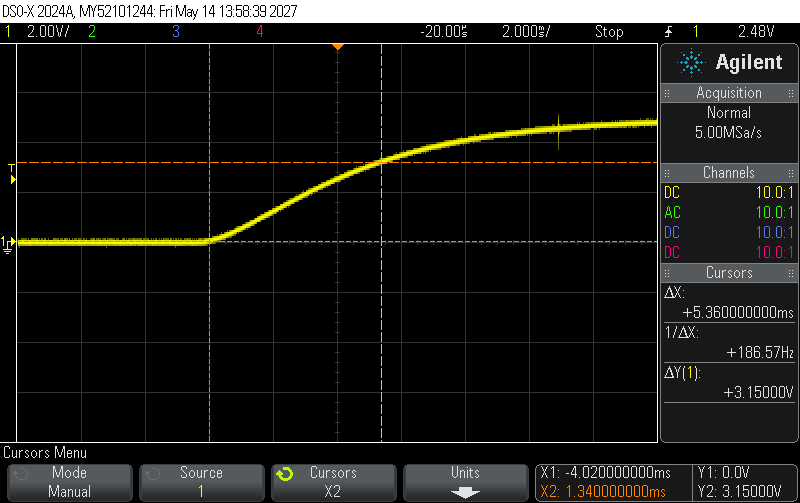 DSO-X 2024A, MY52101244: Fri May 14 13:58:39 2027
1 2.00V/ 2 3 4 -20.00µs 2.000ms/ Stop 1 2.48V
Agilent
Acquisition
Normal
5.00MSa/s
Channels
DC 10.0:1
AC 10.0:1
DC 10.0:1
DC 10.0:1
Cursors
ΔX:
+5.360000000ms
1/ΔX:
+186.57Hz
ΔY(1):
+3.15000V
T
1
Cursors Menu
Mode
Manual
Source
1
Cursors
X2
Units
X1: -4.020000000ms
X2: 1.340000000ms
Y1: 0.0V
Y2: 3.15000V